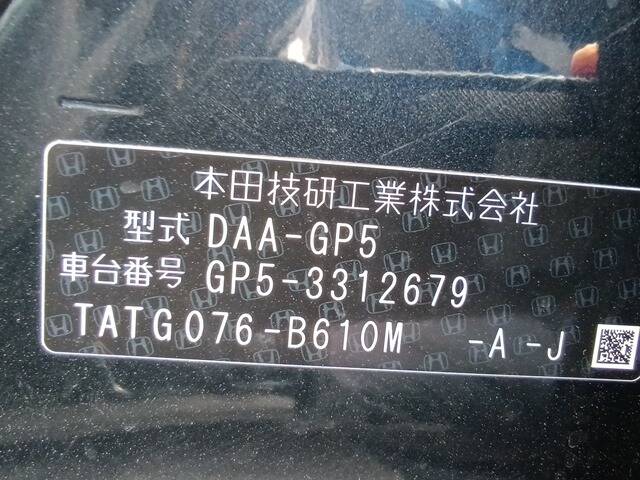 本田技研工業株式会社
型式 DAA-GP5
車台番号 GP5-3312679
TATG076-B610M -A -J